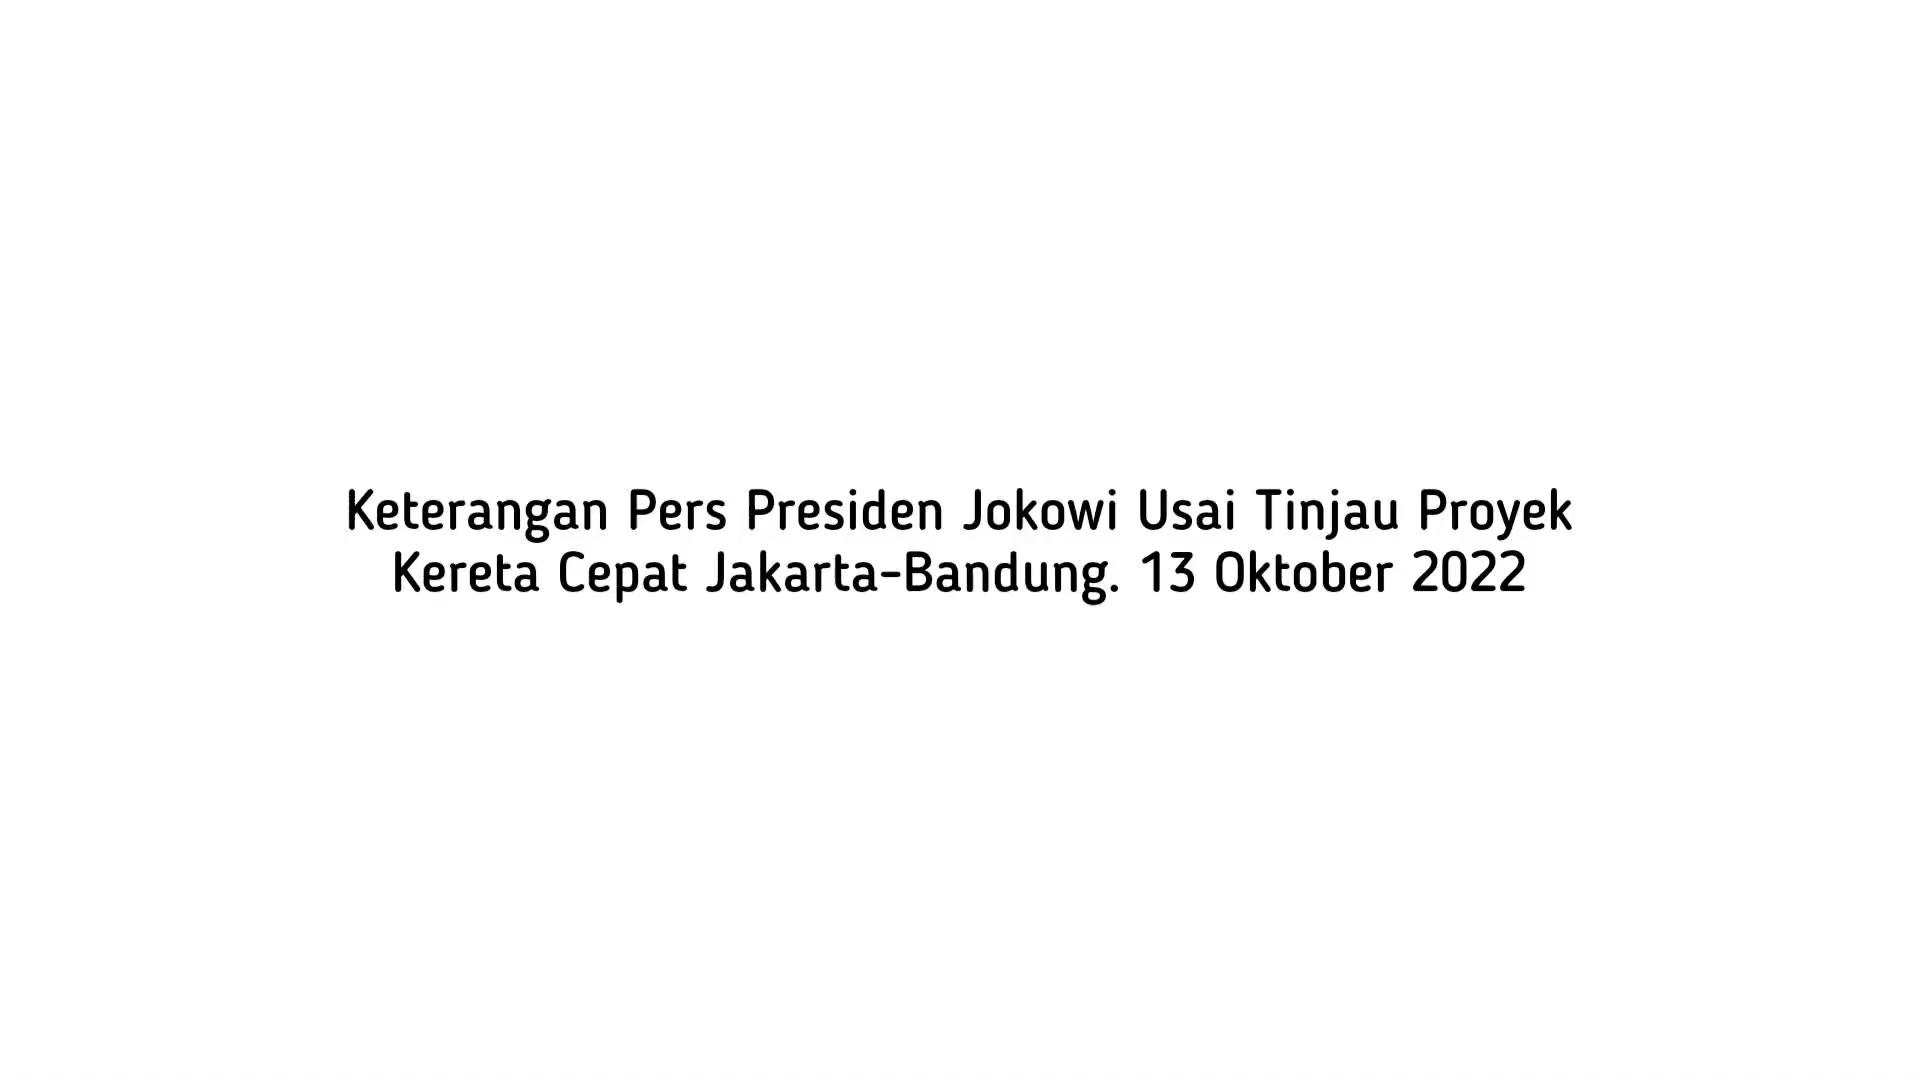 Keterangan Pers Presiden Jokowi Usai Tinjau Proyek
Kereta Cepat Jakarta-Bandung. 13 Oktober 2022